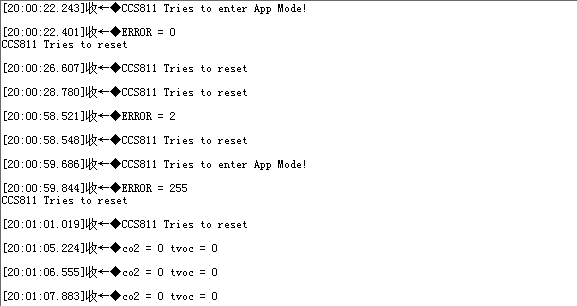 [20:00:22.243]收←◆CCS811 Tries to enter App Mode!
[20:00:22.401]收←◆ERROR = 0
CCS811 Tries to reset
[20:00:26.607]收←◆CCS811 Tries to reset
[20:00:28.780]收←◆CCS811 Tries to reset
[20:00:58.521]收←◆ERROR = 2
[20:00:58.548]收←◆CCS811 Tries to reset
[20:00:59.686]收←◆CCS811 Tries to enter App Mode!
[20:00:59.844]收←◆ERROR = 255
CCS811 Tries to reset
[20:01:01.019]收←◆CCS811 Tries to reset
[20:01:05.224]收←◆co2 = 0 tvoc = 0
[20:01:06.555]收←◆co2 = 0 tvoc = 0
[20:01:07.883]收←◆co2 = 0 tvoc = 0